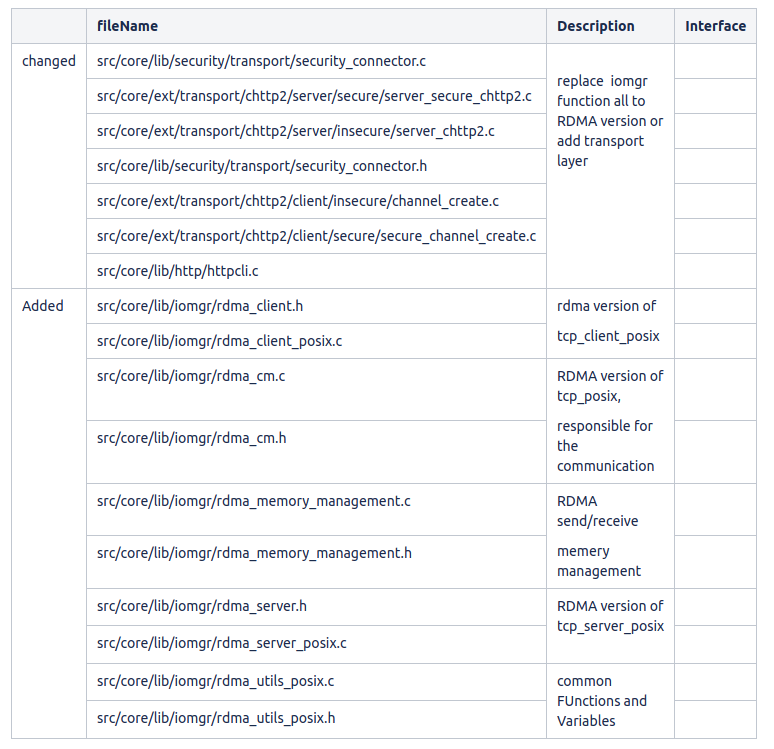 fileName Description Interface
changed src/core/lib/security/transport/security_connector.c
replace  iomgr
function all to
RDMA version or
add transport
layer
src/core/ext/transport/chttp2/server/secure/server_secure_chttp2.c
src/core/ext/transport/chttp2/server/insecure/server_chttp2.c
src/core/lib/security/transport/security_connector.h
src/core/ext/transport/chttp2/client/insecure/channel_create.c
src/core/ext/transport/chttp2/client/secure/secure_channel_create.c
src/core/lib/http/httpcli.c
Added src/core/lib/iomgr/rdma_client.h
rdma version of
tcp_client_posix
src/core/lib/iomgr/rdma_client_posix.c
src/core/lib/iomgr/rdma_cm.c
RDMA version of
tcp_posix,
responsible for
the
communication
src/core/lib/iomgr/rdma_cm.h
src/core/lib/iomgr/rdma_memory_management.c
RDMA
send/receive
memery
management
src/core/lib/iomgr/rdma_memory_management.h
src/core/lib/iomgr/rdma_server.h
RDMA version of
tcp_server_posix
src/core/lib/iomgr/rdma_server_posix.c
src/core/lib/iomgr/rdma_utils_posix.c
common
FUnctions and
Variables
src/core/lib/iomgr/rdma_utils_posix.h